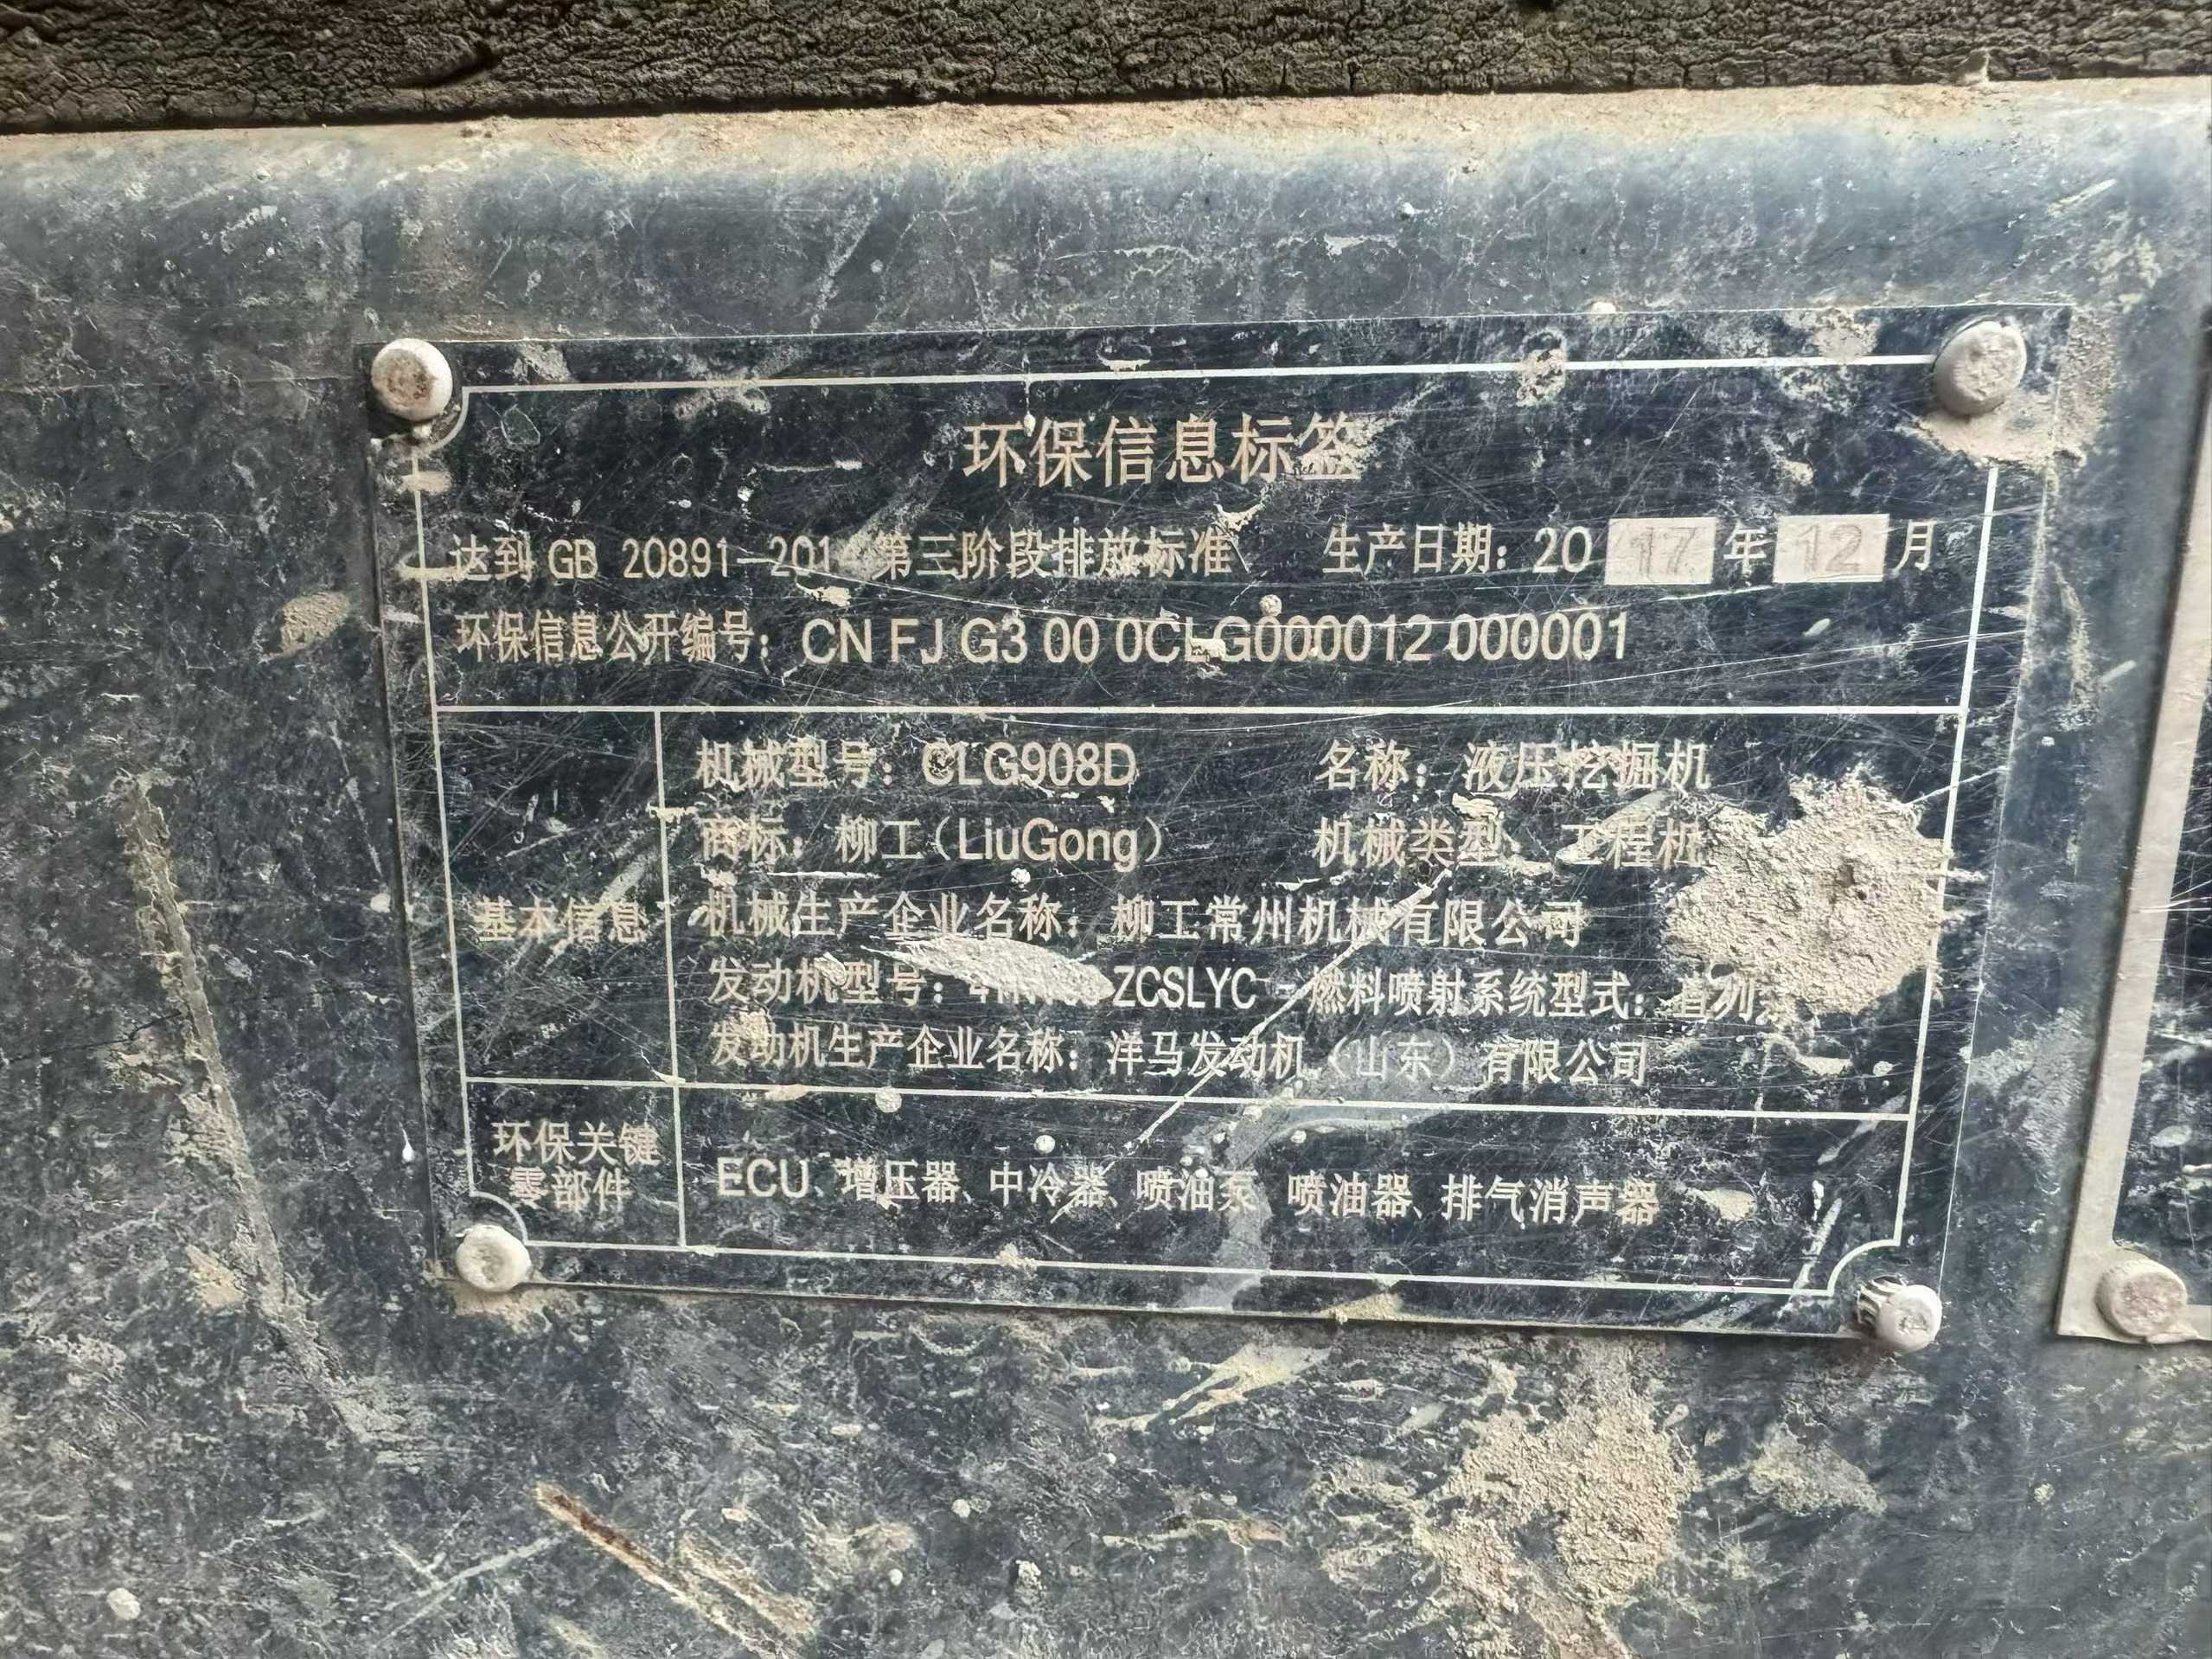 环保信息标签
达到 GB 20891-201 第三阶段排放标准 生产日期：20 17 年 12 月
环保信息公开编号：CN FJ G3 00 0CLG000012 000001
基本信息
机械型号：CLG908D 名称：液压挖掘机
商标：柳工（LiuGong） 机械类型：工程机
机械生产企业名称：柳工常州机械有限公司
发动机型号： ZCSLYC 燃料喷射系统型式：直列
发动机生产企业名称：洋马发动机（山东）有限公司
环保关键
零部件
ECU、增压器、中冷器、喷油泵、喷油器、排气消声器